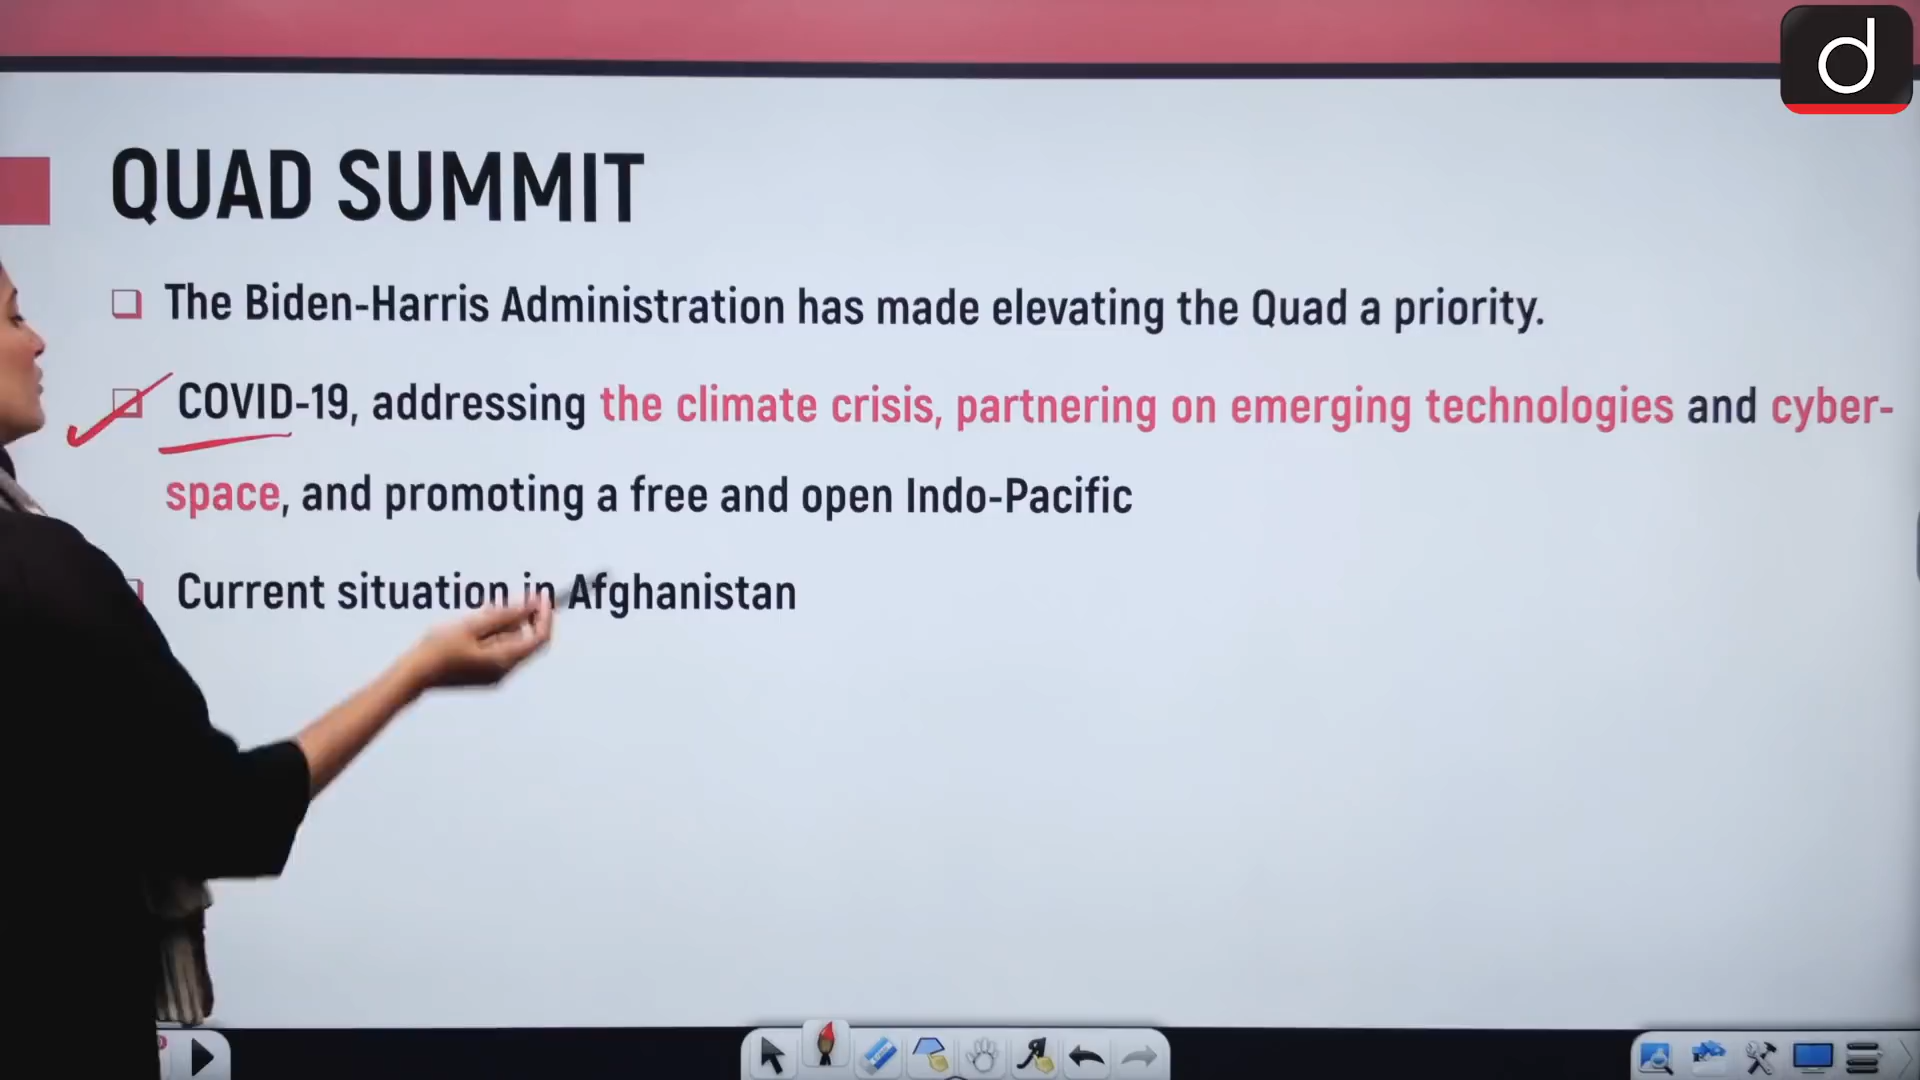 d
QUAD SUMMIT
The Biden-Harris Administration has made elevating the Quad a priority.
COVID-19, addressing the climate crisis, partnering on emerging technologies and cyber-
space, and promoting a free and open Indo-Pacific
Current situation in Afghanistan